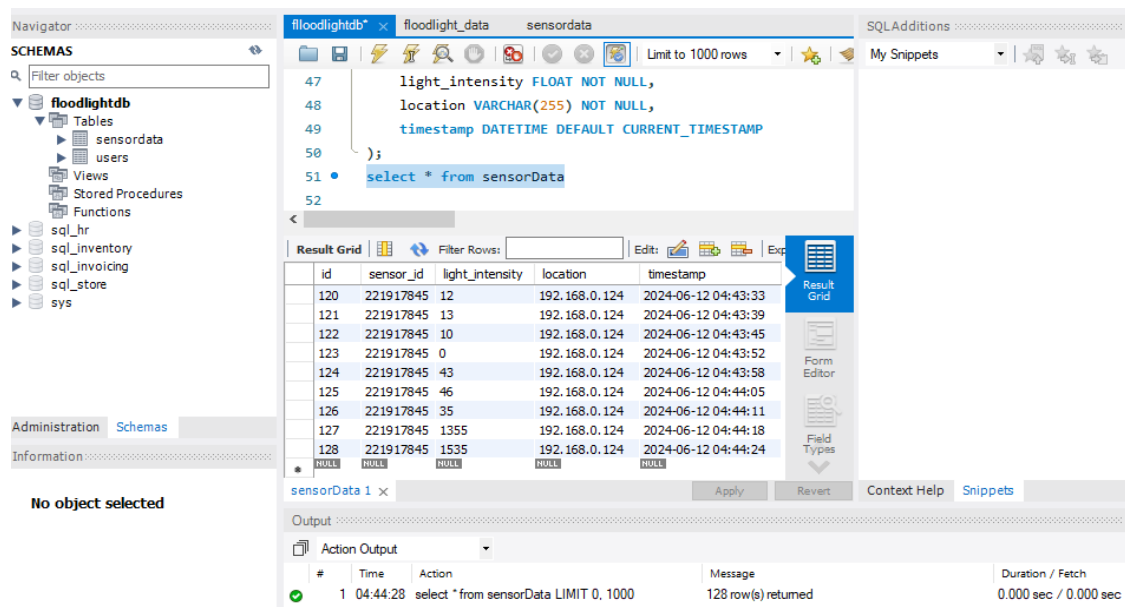 Navigator
SCHEMAS
Filter objects
floodlightdb
Tables
sensordata
users
Views
Stored Procedures
Functions
sql_hr
sql_inventory
sql_invoicing
sql_store
sys
Administration Schemas
Information
No object selected
flloodlightdb* floodlight_data sensordata
Limit to 1000 rows
47 light_intensity FLOAT NOT NULL,
48 location VARCHAR(255) NOT NULL,
49 timestamp DATETIME DEFAULT CURRENT_TIMESTAMP
50 );
51 select * from sensorData
52
Result Grid Filter Rows: Edit: Exp
id sensor_id light_intensity location timestamp
120 221917845 12 192.168.0.124 2024-06-12 04:43:33
121 221917845 13 192.168.0.124 2024-06-12 04:43:39
122 221917845 10 192.168.0.124 2024-06-12 04:43:45
123 221917845 0 192.168.0.124 2024-06-12 04:43:52
124 221917845 43 192.168.0.124 2024-06-12 04:43:58
125 221917845 46 192.168.0.124 2024-06-12 04:44:05
126 221917845 35 192.168.0.124 2024-06-12 04:44:11
127 221917845 1355 192.168.0.124 2024-06-12 04:44:18
128 221917845 1535 192.168.0.124 2024-06-12 04:44:24
NULL NULL NULL NULL NULL
Result
Grid
Form
Editor
Field
Types
sensorData 1 Apply Revert
SQLAdditions
My Snippets
Context Help Snippets
Output
Action Output
# Time Action Message Duration / Fetch
1 04:44:28 select * from sensorData LIMIT 0, 1000 128 row(s) returned 0.000 sec / 0.000 sec